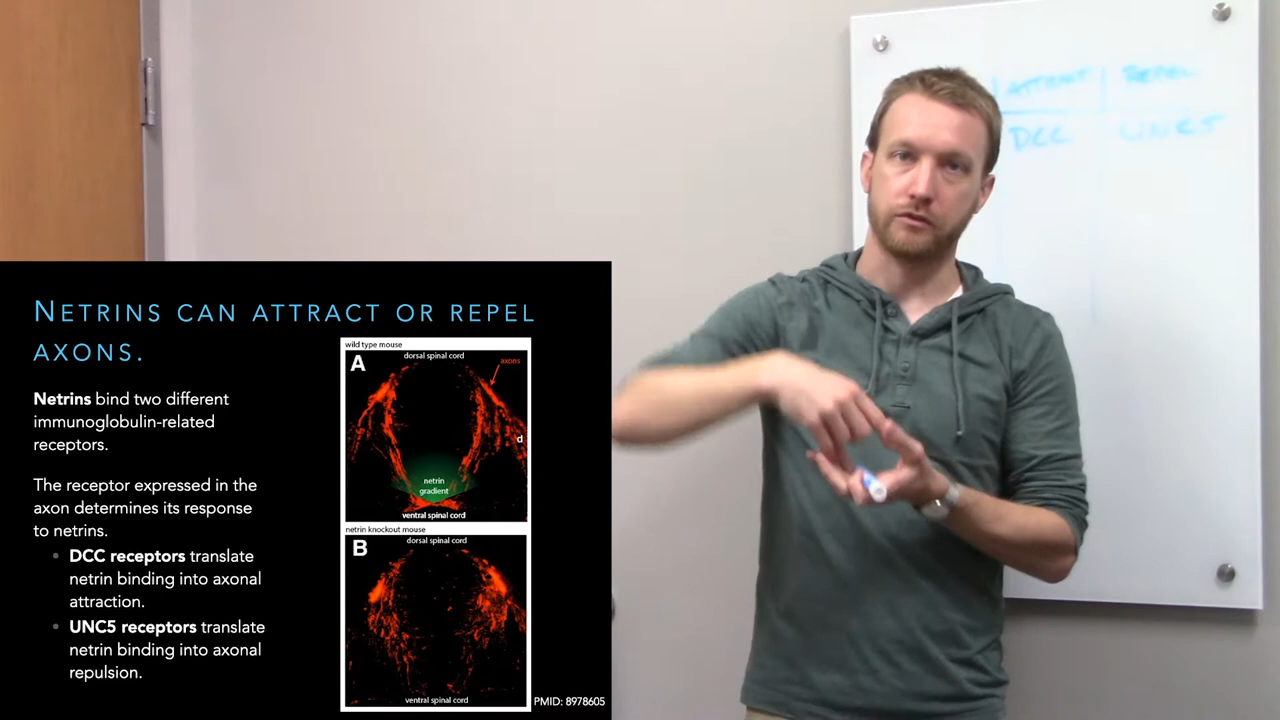 ATTRACT REPEL
DCC UNC5
NETRINS CAN ATTRACT OR REPEL
AXONS.
Netrins bind two different
immunoglobulin-related
receptors.
The receptor expressed in the
axon determines its response
to netrins.
• DCC receptors translate
netrin binding into axonal
attraction.
• UNC5 receptors translate
netrin binding into axonal
repulsion.
wild type mouse
A
dorsal spinal cord
axons
d
netrin
gradient
ventral spinal cord
netrin knockout mouse
B
dorsal spinal cord
ventral spinal cord
PMID: 8978605